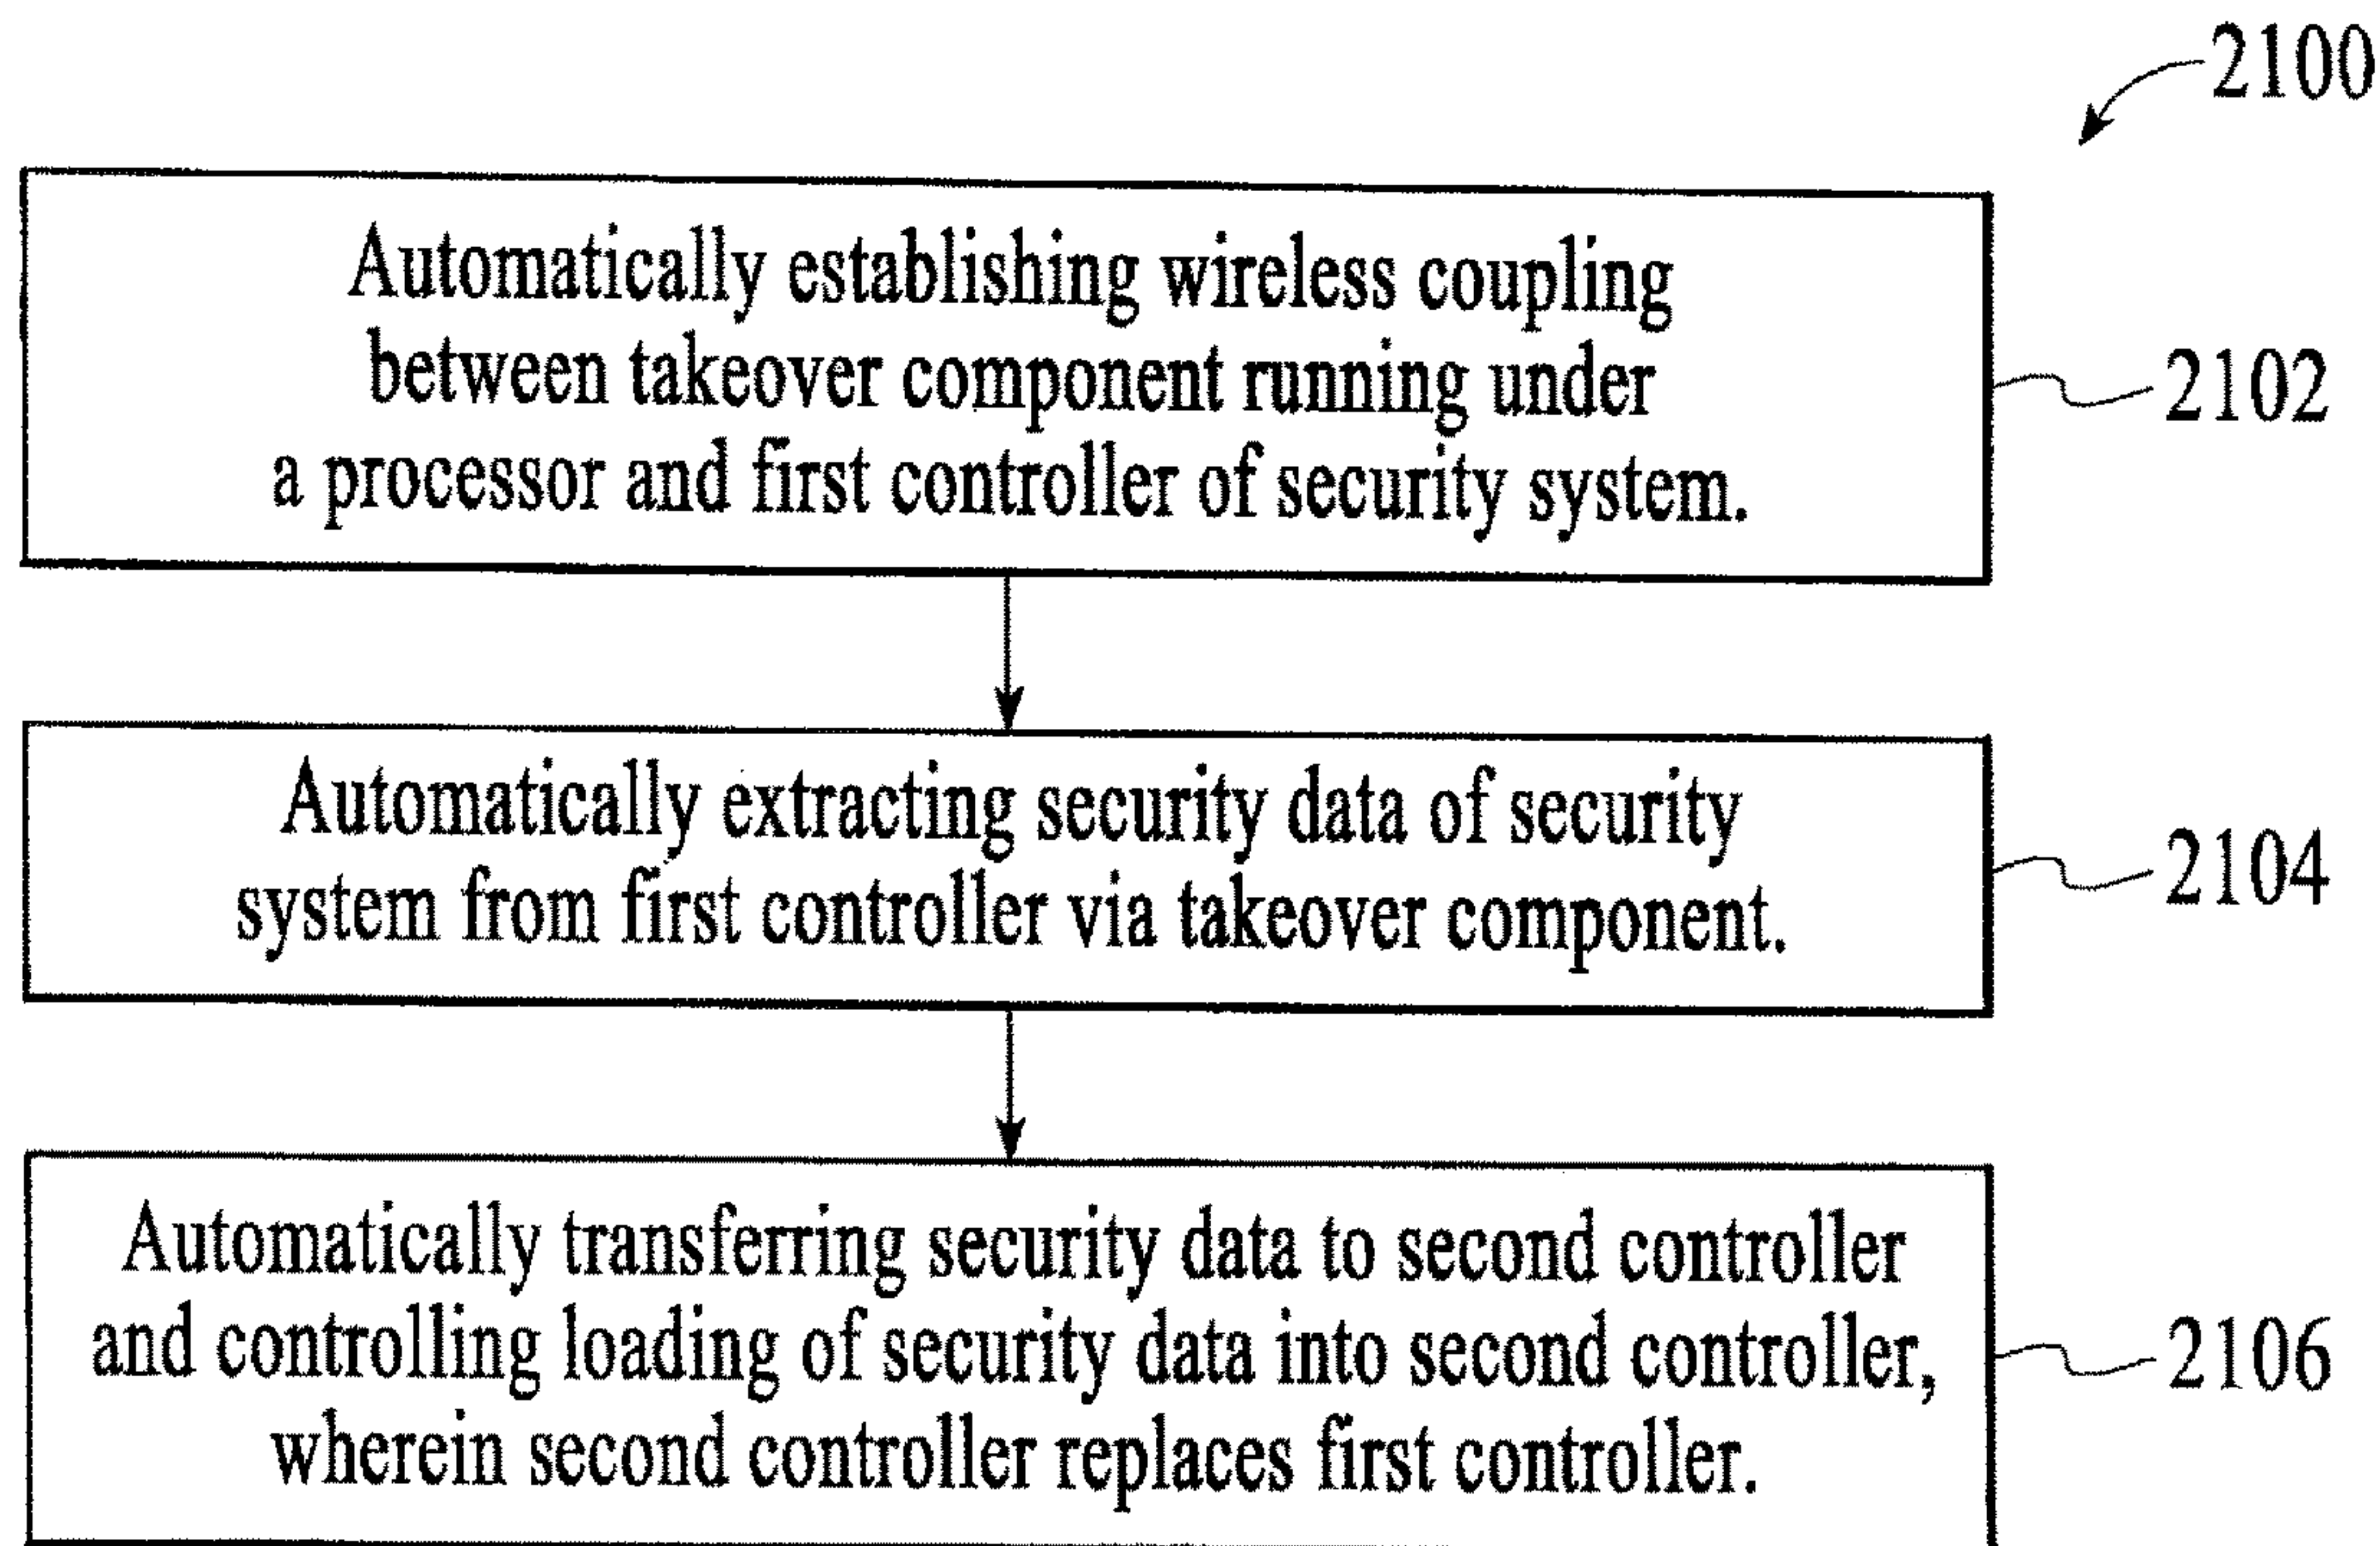 2100
Automatically establishing wireless coupling
between takeover component running under
a processor and first controller of security system.
2102
Automatically extracting security data of security
system from first controller via takeover component.
2104
Automatically transferring security data to second controller
and controlling loading of security data into second controller,
wherein second controller replaces first controller.
2106